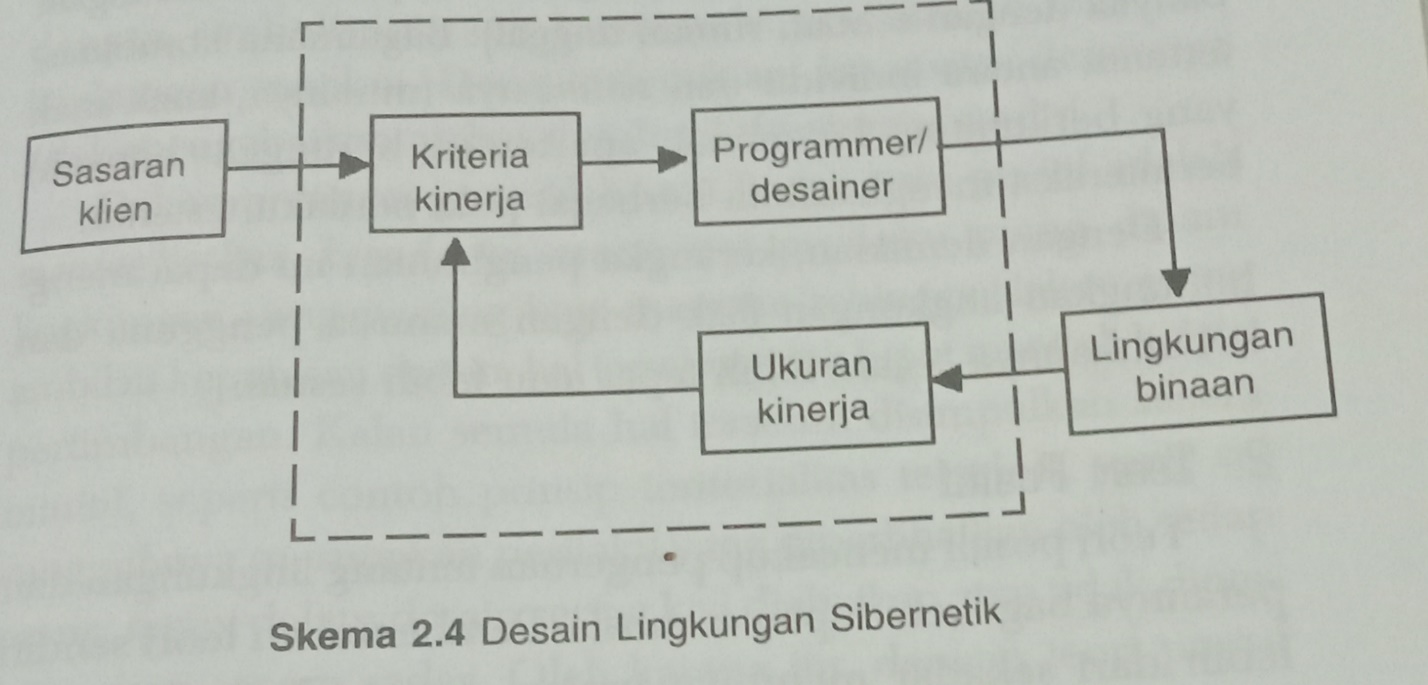 Sasaran
klien
Kriteria
kinerja
Programmer/
desainer
Lingkungan
binaan
Ukuran
kinerja
Skema 2.4 Desain Lingkungan Sibernetik